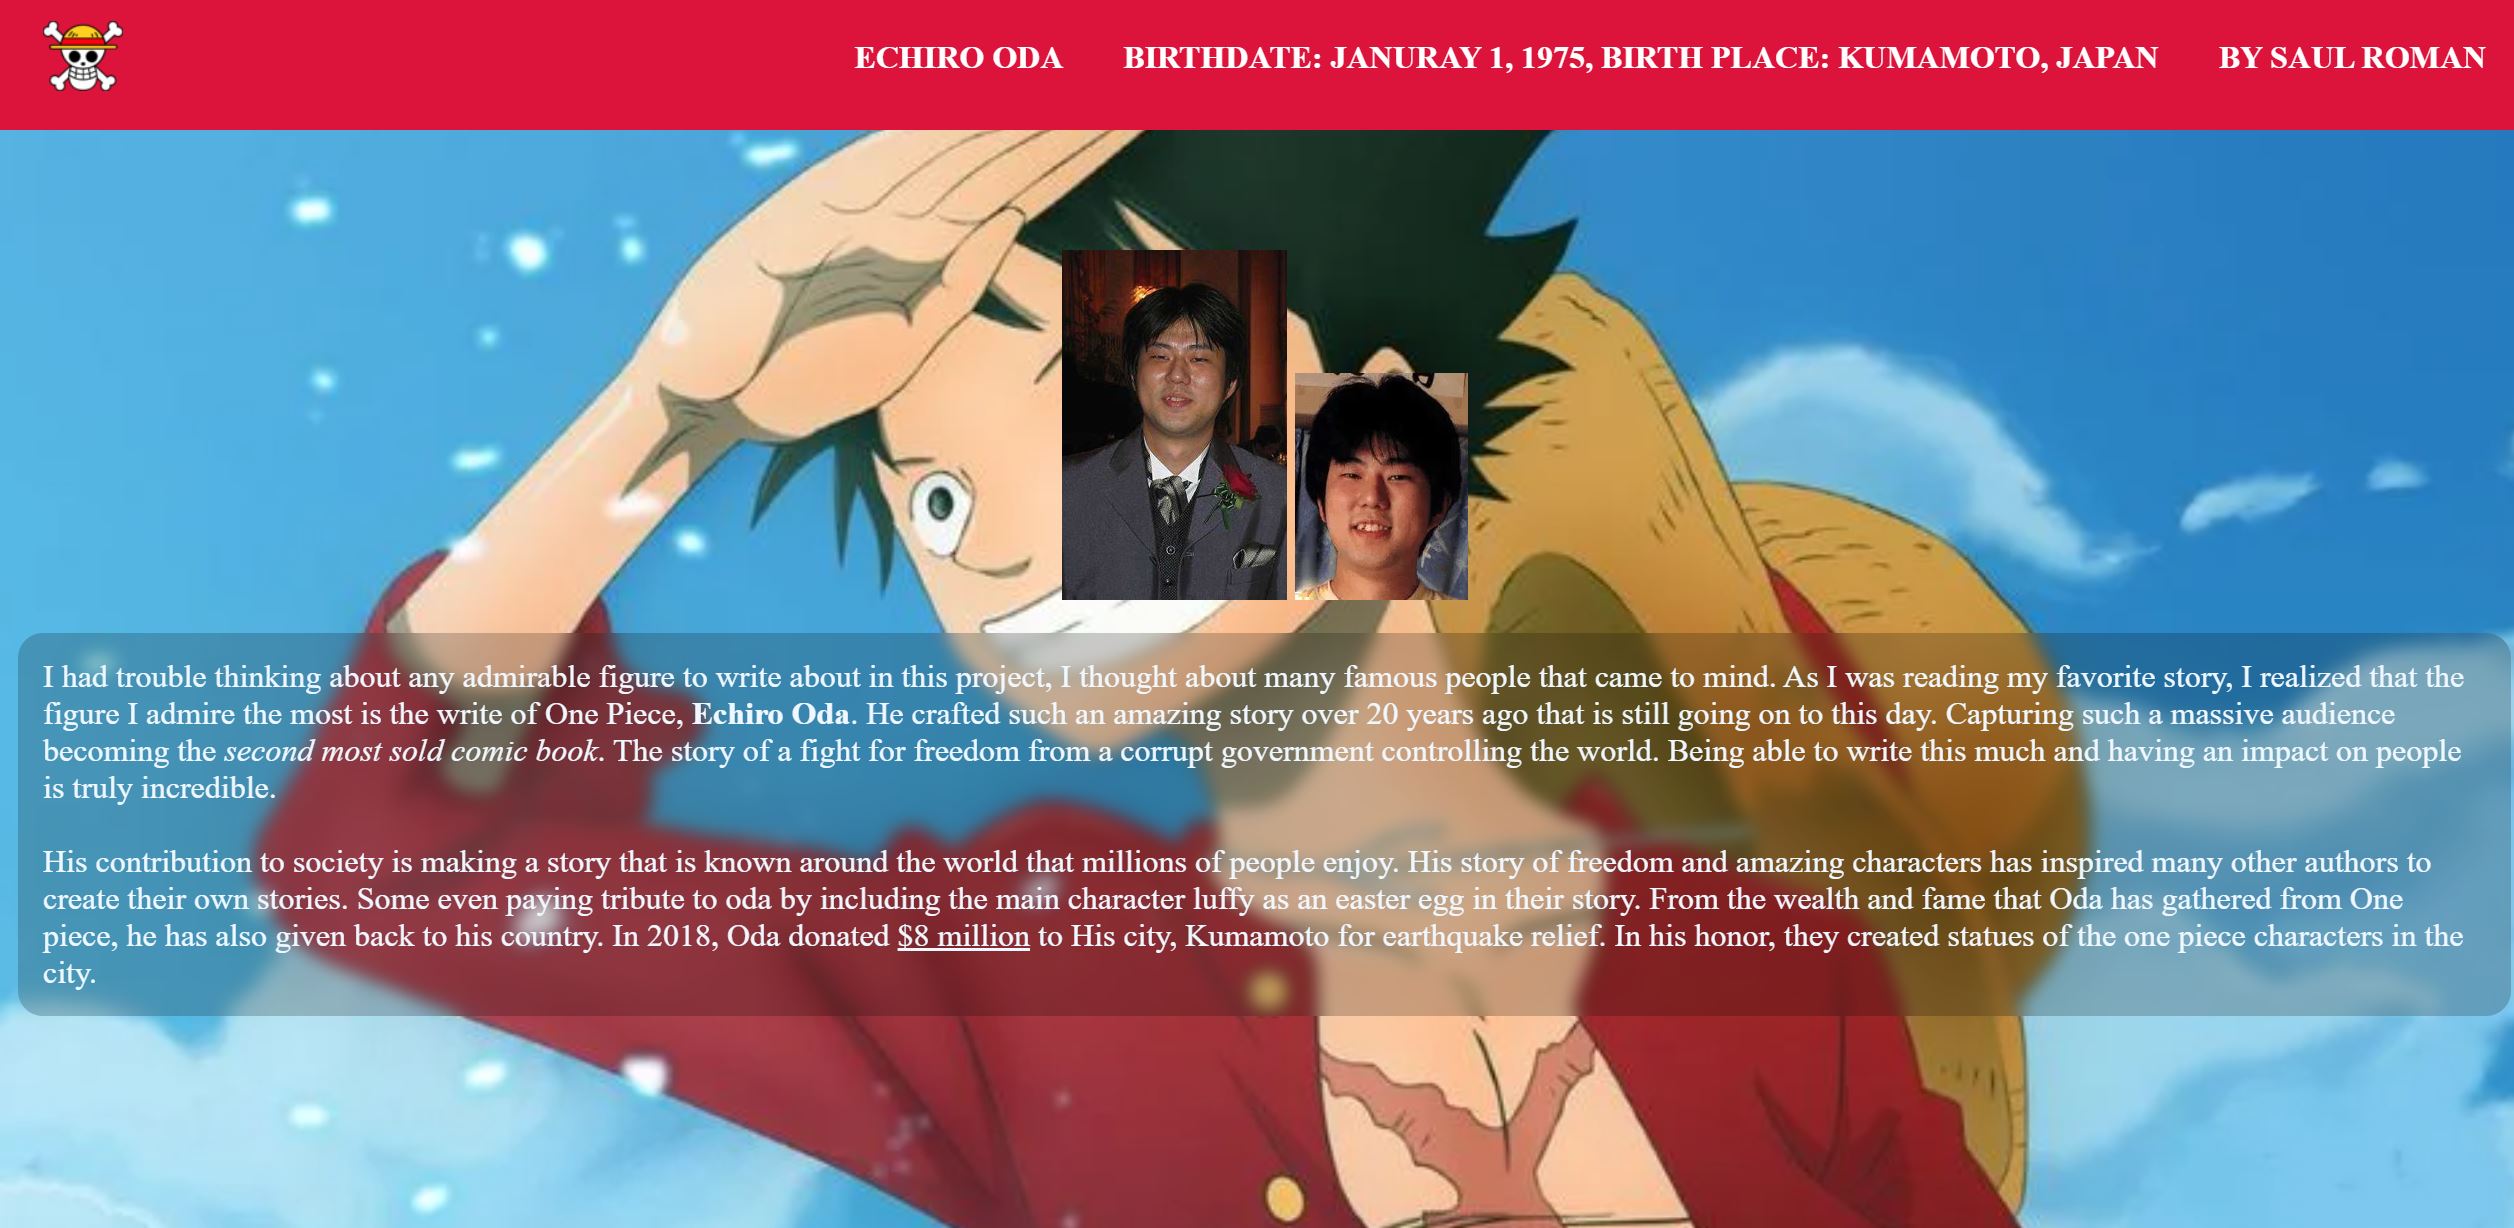 ECHIRO ODA BIRTHDATE: JANURAY 1, 1975, BIRTH PLACE: KUMAMOTO, JAPAN BY SAUL ROMAN
I had trouble thinking about any admirable figure to write about in this project, I thought about many famous people that came to mind. As I was reading my favorite story, I realized that the
figure I admire the most is the write of One Piece, Echiro Oda. He crafted such an amazing story over 20 years ago that is still going on to this day. Capturing such a massive audience
becoming the second most sold comic book. The story of a fight for freedom from a corrupt government controlling the world. Being able to write this much and having an impact on people
is truly incredible.
His contribution to society is making a story that is known around the world that millions of people enjoy. His story of freedom and amazing characters has inspired many other authors to
create their own stories. Some even paying tribute to oda by including the main character luffy as an easter egg in their story. From the wealth and fame that Oda has gathered from One
piece, he has also given back to his country. In 2018, Oda donated $8 million to His city, Kumamoto for earthquake relief. In his honor, they created statues of the one piece characters in the
city.